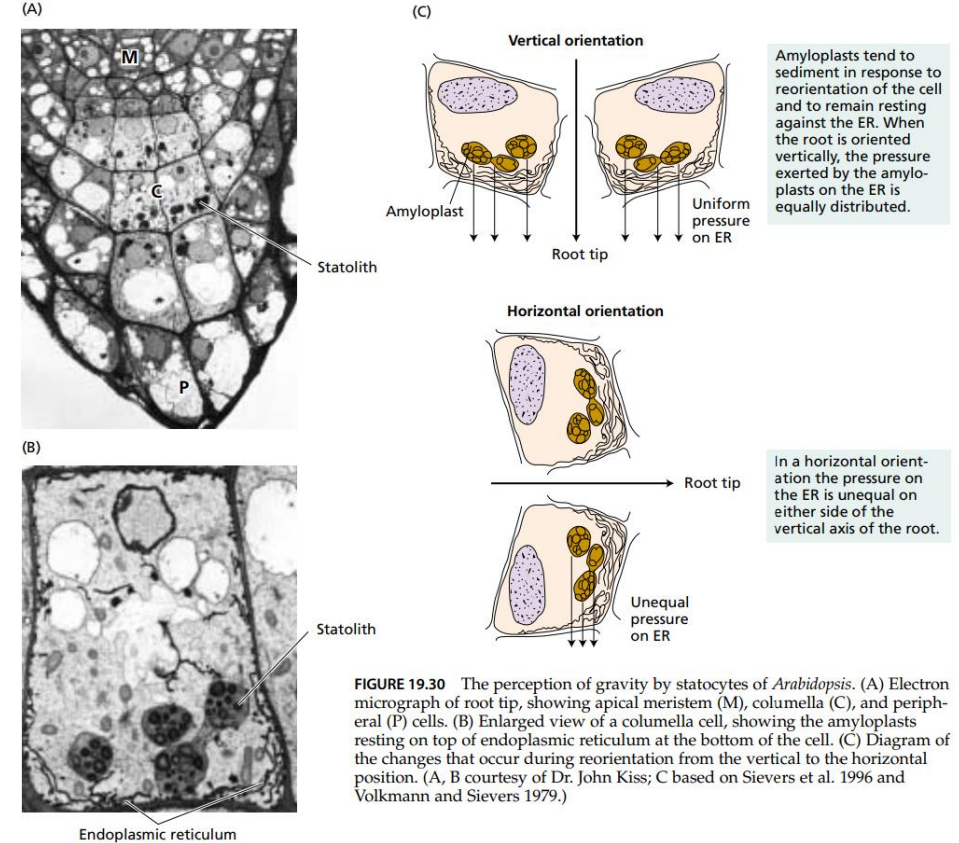 (A)
M
C
Statolith
P
(B)
Statolith
Endoplasmic reticulum
(C)
Vertical orientation
Amyloplast
Root tip
Uniform
pressure
on ER
Amyloplasts tend to
sediment in response to
reorientation of the cell
and to remain resting
against the ER. When
the root is oriented
vertically, the pressure
exerted by the amylo-
plasts on the ER is
equally distributed.
Horizontal orientation
Root tip
Unequal
pressure
on ER
In a horizontal orient-
ation the pressure on
the ER is unequal on
either side of the
vertical axis of the root.
FIGURE 19.30 The perception of gravity by statocytes of Arabidopsis. (A) Electron
micrograph of root tip, showing apical meristem (M), columella (C), and periph-
eral (P) cells. (B) Enlarged view of a columella cell, showing the amyloplasts
resting on top of endoplasmic reticulum at the bottom of the cell. (C) Diagram of
the changes that occur during reorientation from the vertical to the horizontal
position. (A, B courtesy of Dr. John Kiss; C based on Sievers et al. 1996 and
Volkmann and Sievers 1979.)